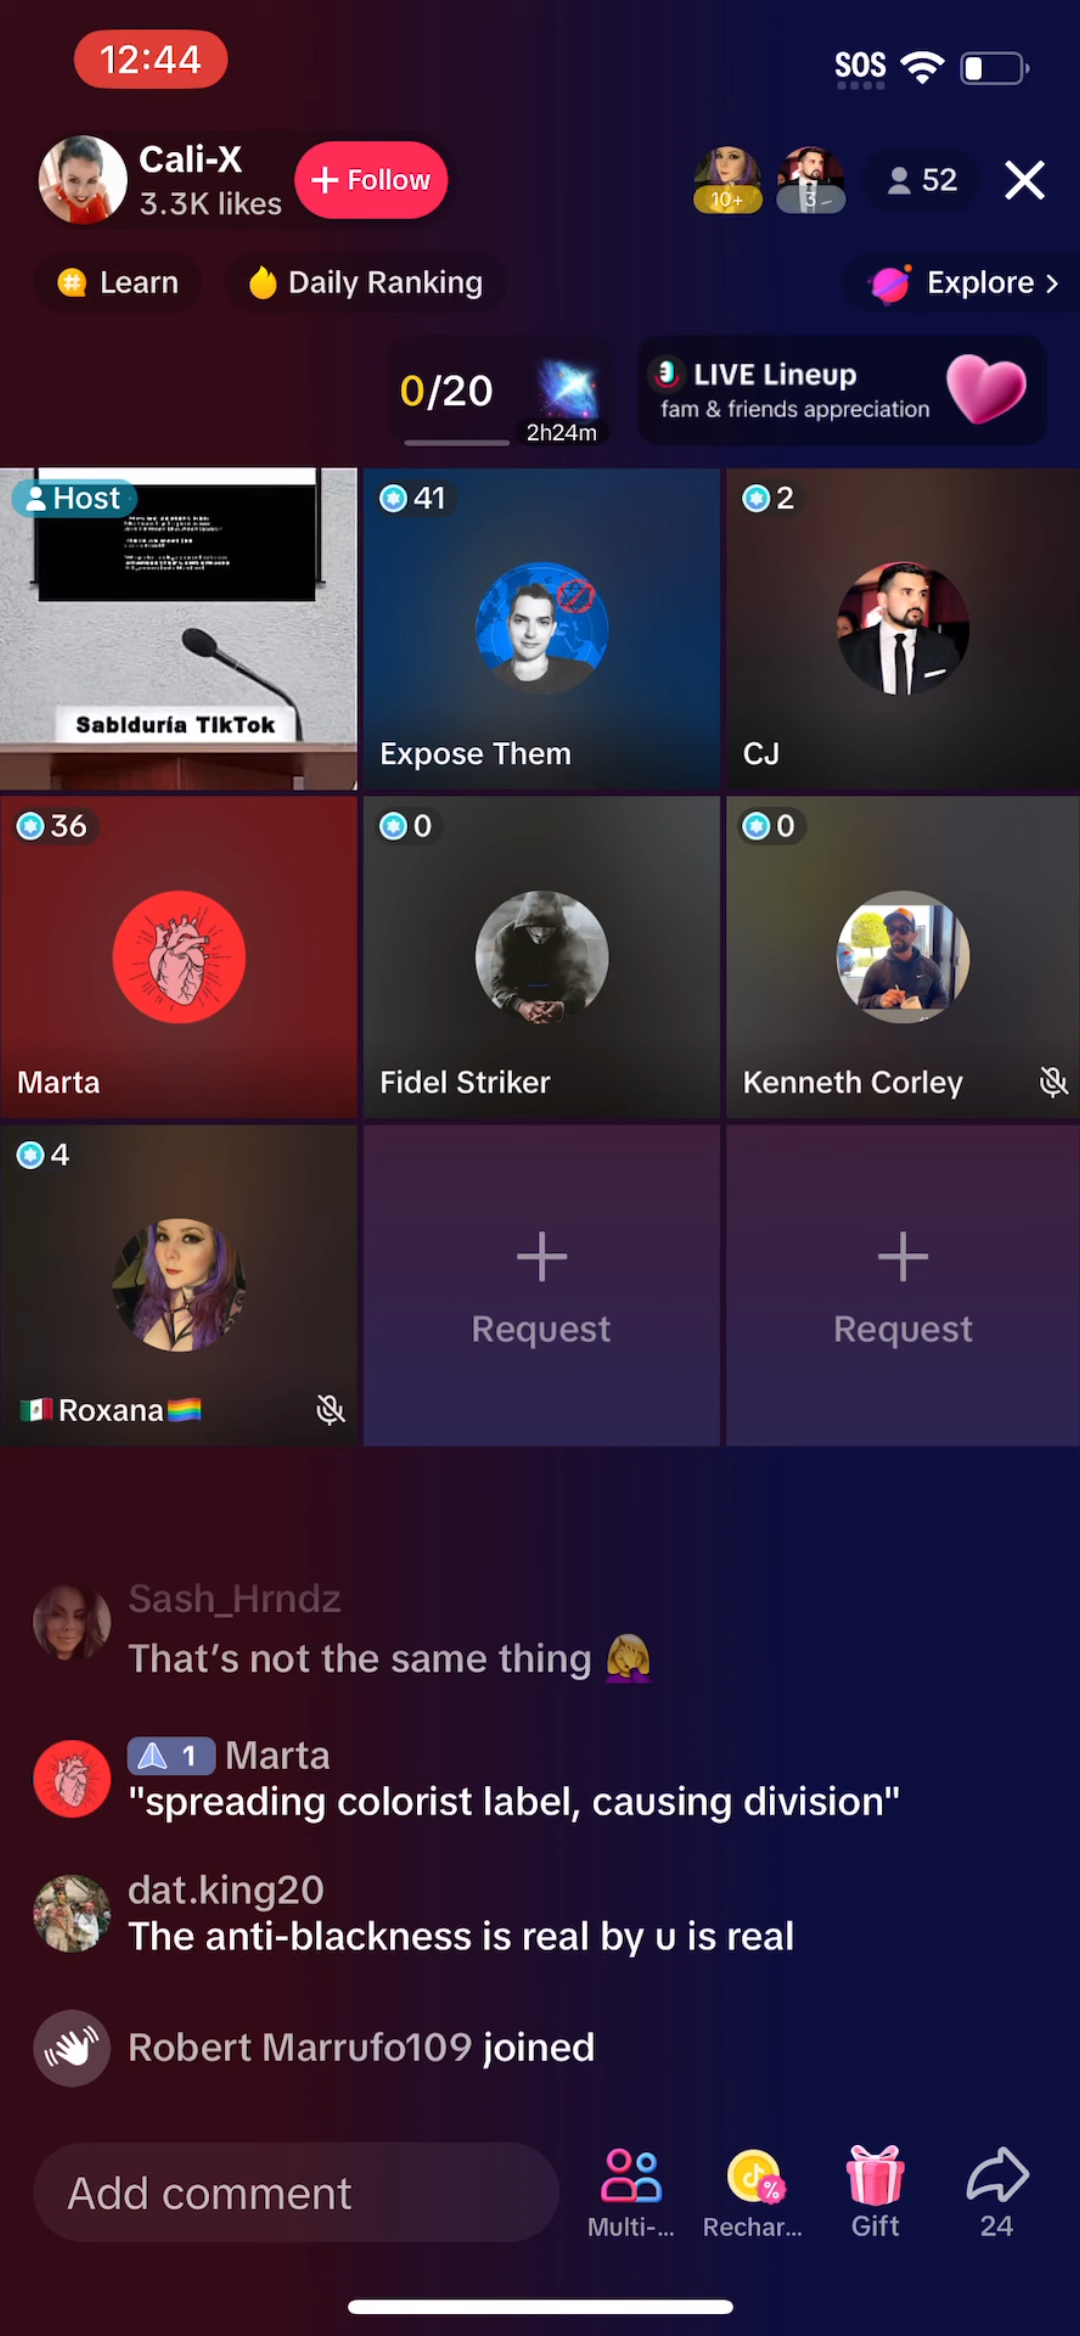 12:44
SOS
Cali-X
3.3K likes
+ Follow
10+
3
52
Learn
Daily Ranking
Explore >
0/20
2h24m
LIVE Lineup
fam & friends appreciation
Host
Sabiduría TikTok
41
Expose Them
2
CJ
36
Marta
0
Fidel Striker
0
Kenneth Corley
4
🇲🇽Roxana🏳️‍🌈
+
Request
+
Request
Sash_Hrndz
That's not the same thing 🤦‍♀️
1 Marta
"spreading colorist label, causing division"
dat.king20
The anti-blackness is real by u is real
Robert Marrufo109 joined
Add comment
Multi-...
Rechar...
Gift
24